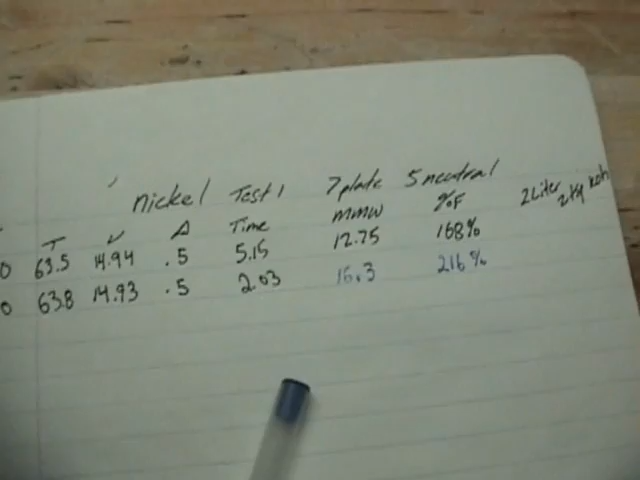 nickel Test 1 7 plate 5 neutral 2 Liter koh
T V A Time mmw % oF
0 63.5 14.94 .5 5.15 12.75 168%
0 63.8 14.93 .5 2.03 16.3 216%